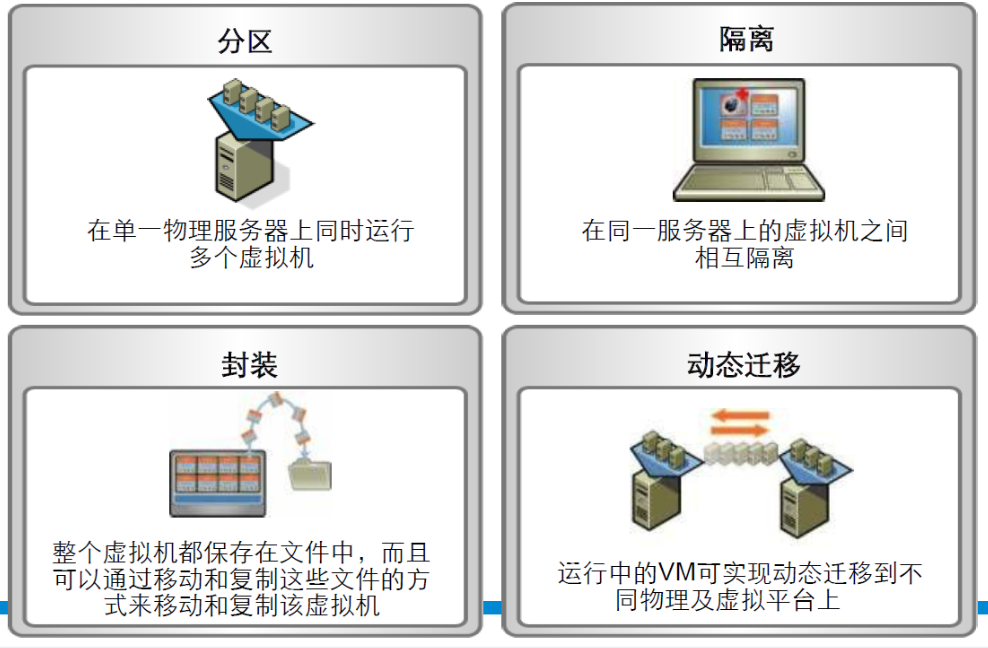 分区
在单一物理服务器上同时运行
多个虚拟机
隔离
在同一服务器上的虚拟机之间
相互隔离
封装
整个虚拟机都保存在文件中，而且
可以通过移动和复制这些文件的方
式来移动和复制该虚拟机
动态迁移
运行中的VM可实现动态迁移到不
同物理及虚拟平台上